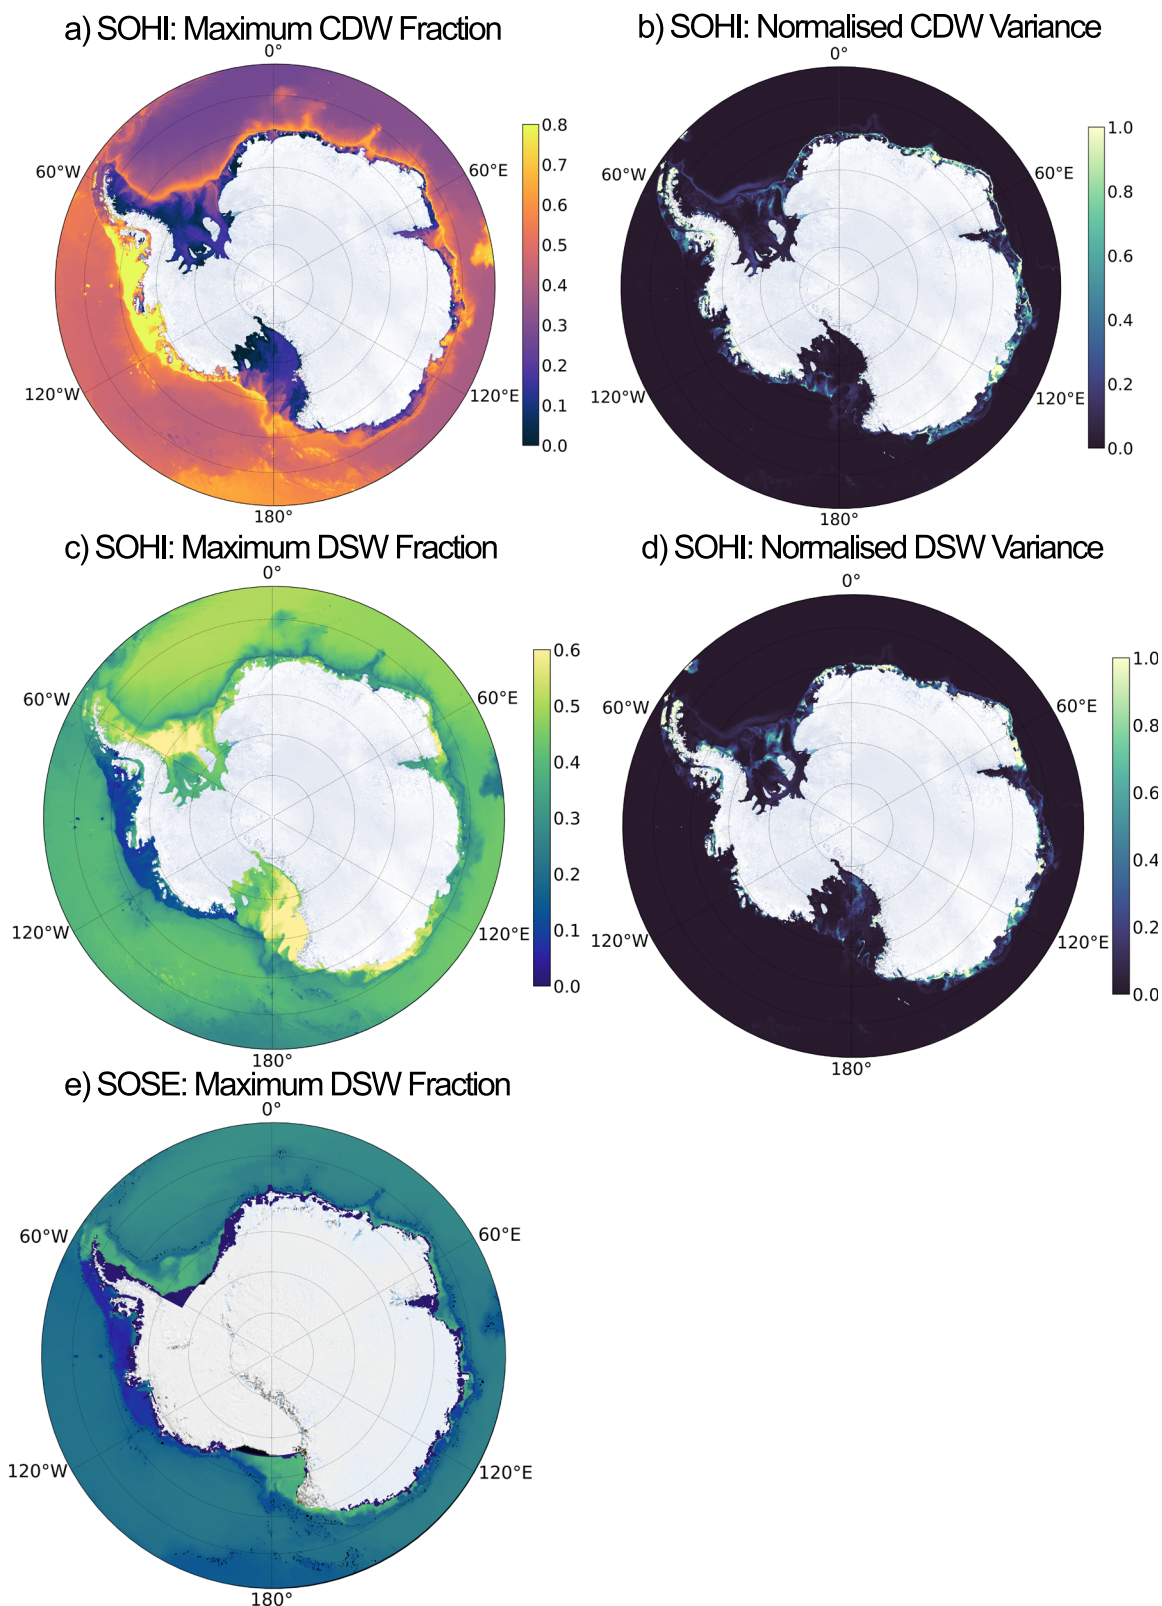 a) SOHI: Maximum CDW Fraction
0°
60°W
60°E
120°W
120°E
180°
0.8
0.7
0.6
0.5
0.4
0.3
0.2
0.1
0.0
b) SOHI: Normalised CDW Variance
0°
60°W
60°E
120°W
120°E
180°
1.0
0.8
0.6
0.4
0.2
0.0
c) SOHI: Maximum DSW Fraction
0°
60°W
60°E
120°W
120°E
180°
0.6
0.5
0.4
0.3
0.2
0.1
0.0
d) SOHI: Normalised DSW Variance
0°
60°W
60°E
120°W
120°E
180°
1.0
0.8
0.6
0.4
0.2
0.0
e) SOSE: Maximum DSW Fraction
0°
60°W
60°E
120°W
120°E
180°